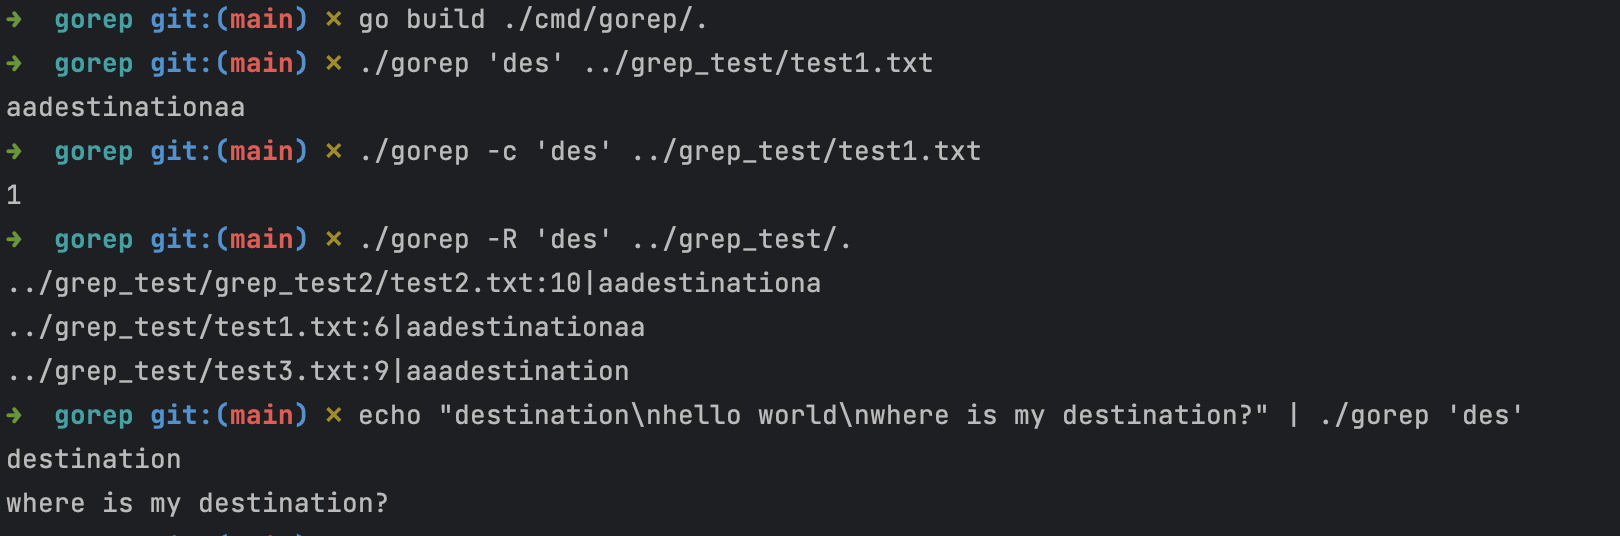 ➜  gorep git:(main) ✗ go build ./cmd/gorep/.
➜  gorep git:(main) ✗ ./gorep 'des' ../grep_test/test1.txt
aadestinationaa
➜  gorep git:(main) ✗ ./gorep -c 'des' ../grep_test/test1.txt
1
➜  gorep git:(main) ✗ ./gorep -R 'des' ../grep_test/.
../grep_test/grep_test2/test2.txt:10|aadestinationa
../grep_test/test1.txt:6|aadestinationaa
../grep_test/test3.txt:9|aaadestination
➜  gorep git:(main) ✗ echo "destination\nhello world\nwhere is my destination?" | ./gorep 'des'
destination
where is my destination?